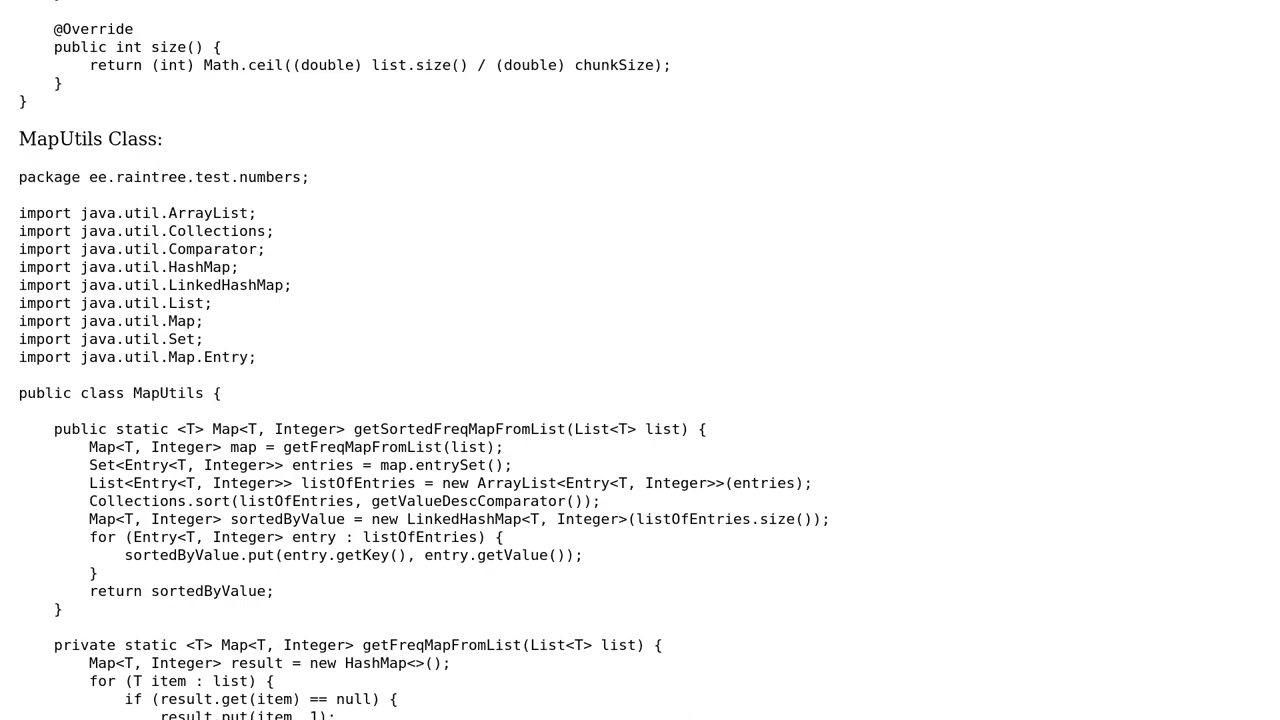 @Override
public int size() {
return (int) Math.ceil((double) list.size() / (double) chunkSize);
}
}
MapUtils Class:
package ee.raintree.test.numbers;
import java.util.ArrayList;
import java.util.Collections;
import java.util.Comparator;
import java.util.HashMap;
import java.util.LinkedHashMap;
import java.util.List;
import java.util.Map;
import java.util.Set;
import java.util.Map.Entry;
public class MapUtils {
public static <T> Map<T, Integer> getSortedFreqMapFromList(List<T> list) {
Map<T, Integer> map = getFreqMapFromList(list);
Set<Entry<T, Integer>> entries = map.entrySet();
List<Entry<T, Integer>> listOfEntries = new ArrayList<Entry<T, Integer>>(entries);
Collections.sort(listOfEntries, getValueDescComparator());
Map<T, Integer> sortedByValue = new LinkedHashMap<T, Integer>(listOfEntries.size());
for (Entry<T, Integer> entry : listOfEntries) {
sortedByValue.put(entry.getKey(), entry.getValue());
}
return sortedByValue;
}
private static <T> Map<T, Integer> getFreqMapFromList(List<T> list) {
Map<T, Integer> result = new HashMap<>();
for (T item : list) {
if (result.get(item) == null) {
result.put(item, 1);